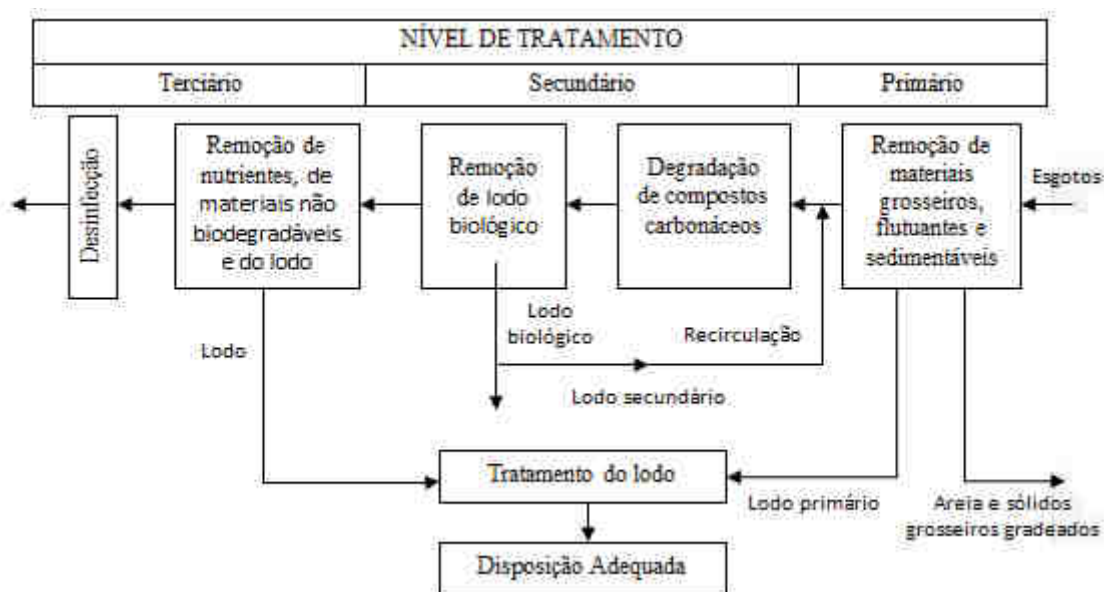 NÍVEL DE TRATAMENTO
Terciário
Secundário
Primário
Desinfecção
Remoção de
nutrientes, de
materiais não
biodegradáveis
e do lodo
Remoção
de lodo
biológico
Degradação
de compostos
carbonáceos
Remoção de
materiais
grosseiros,
flutuantes e
sedimentáveis
Esgotos
Lodo
Lodo
biológico
Recirculação
Lodo secundário
Tratamento do lodo
Lodo primário
Areia e sólidos
grosseiros gradeados
Disposição Adequada